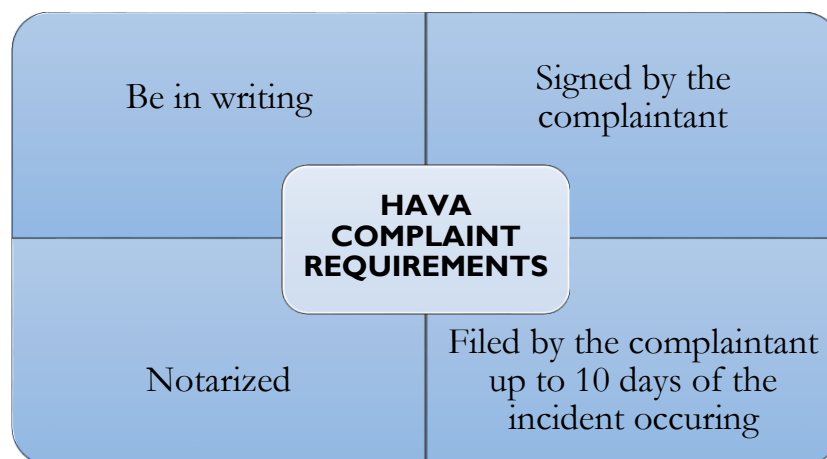 Be in writing
Signed by the
complaintant
HAVA
COMPLAINT
REQUIREMENTS
Notarized
Filed by the complaintant
up to 10 days of the
incident occuring